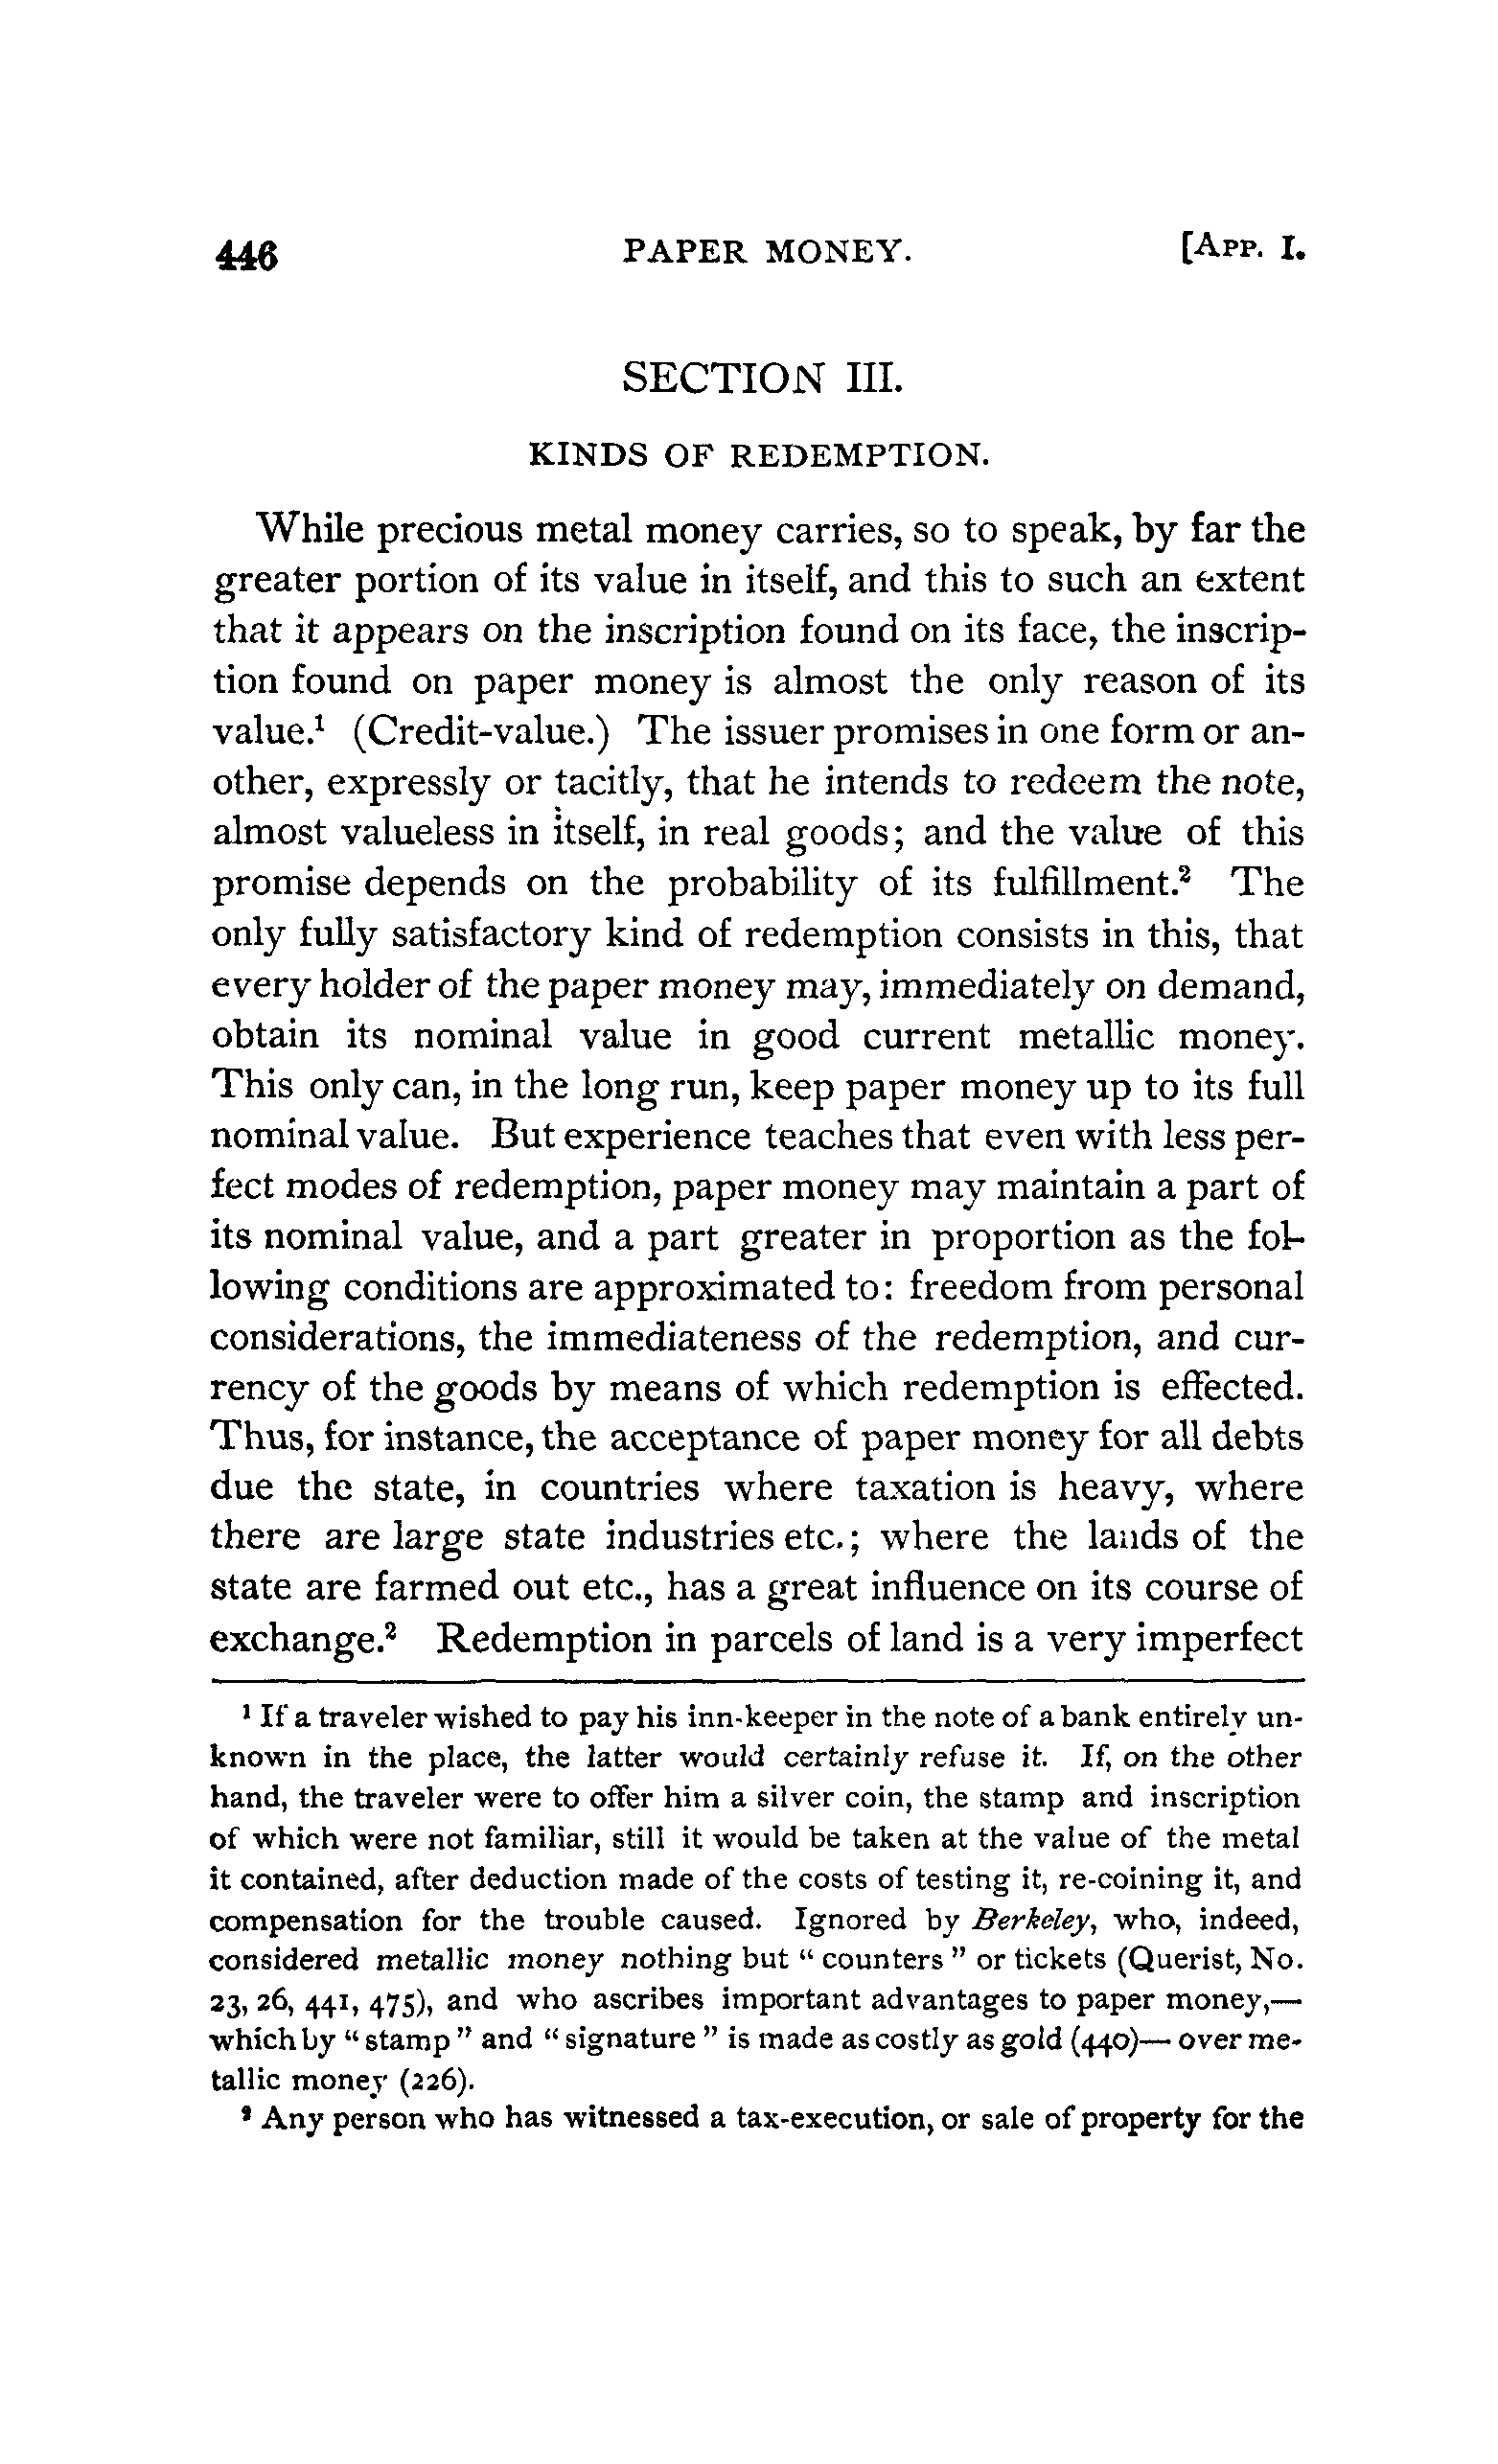 446 PAPER MONEY. [APP. I.
SECTION III.
KINDS OF REDEMPTION.
While precious metal money carries, so to speak, by far the
greater portion of its value in itself, and this to such an extent
that it appears on the inscription found on its face, the inscrip-
tion found on paper money is almost the only reason of its
value.¹ (Credit-value.) The issuer promises in one form or an-
other, expressly or tacitly, that he intends to redeem the note,
almost valueless in itself, in real goods; and the value of this
promise depends on the probability of its fulfillment.² The
only fully satisfactory kind of redemption consists in this, that
every holder of the paper money may, immediately on demand,
obtain its nominal value in good current metallic money.
This only can, in the long run, keep paper money up to its full
nominal value. But experience teaches that even with less per-
fect modes of redemption, paper money may maintain a part of
its nominal value, and a part greater in proportion as the fol-
lowing conditions are approximated to: freedom from personal
considerations, the immediateness of the redemption, and cur-
rency of the goods by means of which redemption is effected.
Thus, for instance, the acceptance of paper money for all debts
due the state, in countries where taxation is heavy, where
there are large state industries etc.; where the lands of the
state are farmed out etc., has a great influence on its course of
exchange.² Redemption in parcels of land is a very imperfect
¹ If a traveler wished to pay his inn-keeper in the note of a bank entirely un-
known in the place, the latter would certainly refuse it. If, on the other
hand, the traveler were to offer him a silver coin, the stamp and inscription
of which were not familiar, still it would be taken at the value of the metal
it contained, after deduction made of the costs of testing it, re-coining it, and
compensation for the trouble caused. Ignored by Berkeley, who, indeed,
considered metallic money nothing but “ counters ” or tickets (Querist, No.
23, 26, 441, 475), and who ascribes important advantages to paper money,—
which by “ stamp ” and “ signature ” is made as costly as gold (440)— over me-
tallic money (226).
² Any person who has witnessed a tax-execution, or sale of property for the